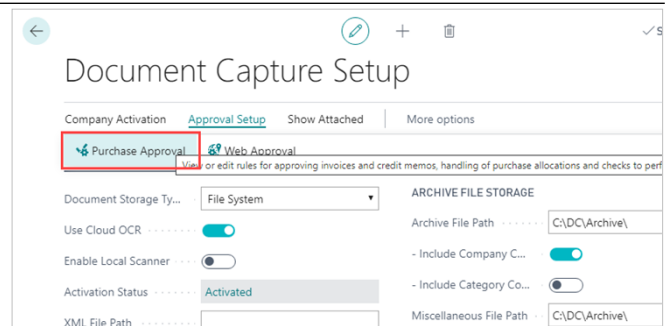 Document Capture Setup
Company Activation Approval Setup Show Attached More options
Purchase Approval Web Approval
View or edit rules for approving invoices and credit memos, handling of purchase allocations and checks to perf
Document Storage Ty... File System
Use Cloud OCR
Enable Local Scanner
Activation Status Activated
XML File Path
ARCHIVE FILE STORAGE
Archive File Path C:\DC\Archive\
- Include Company C...
- Include Category Co...
Miscellaneous File Path C:\DC\Archive\